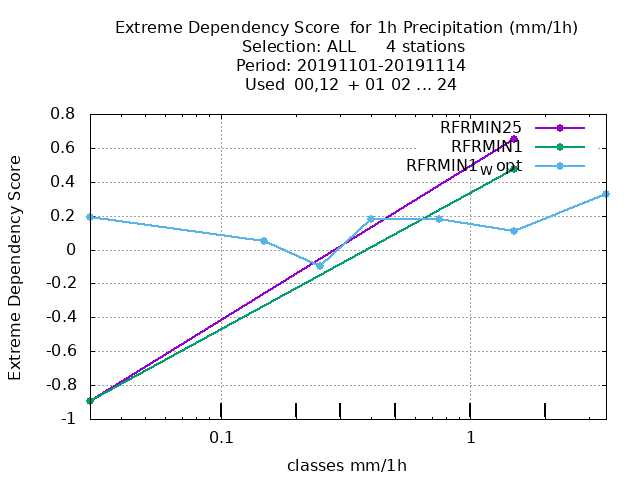 Extreme Dependency Score  for 1h Precipitation (mm/1h)
Selection: ALL      4 stations
Period: 20191101-20191114
Used  00,12  + 01 02 ... 24
RFRMIN25
RFRMIN1
RFRMIN1w opt
Extreme Dependency Score
0.8
0.6
0.4
0.2
0
-0.2
-0.4
-0.6
-0.8
-1
0.1
1
classes mm/1h